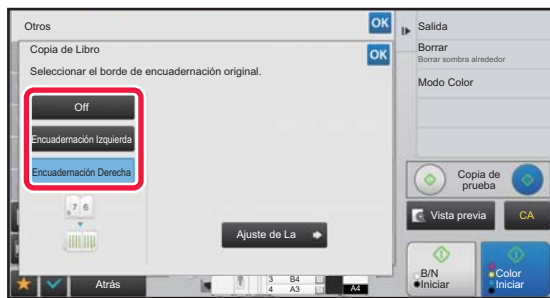 Otros
OK
Copia de Libro
OK
Seleccionar el borde de encuadernación original.
Off
Encuadernación Izquierda
Encuadernación Derecha
7 6
Ajuste de La
Atrás
3 B4
4 A3
A4
Salida
Borrar
Borrar sombra alrededor
Modo Color
Copia de
prueba
Vista previa
CA
B/N
Iniciar
Color
Iniciar